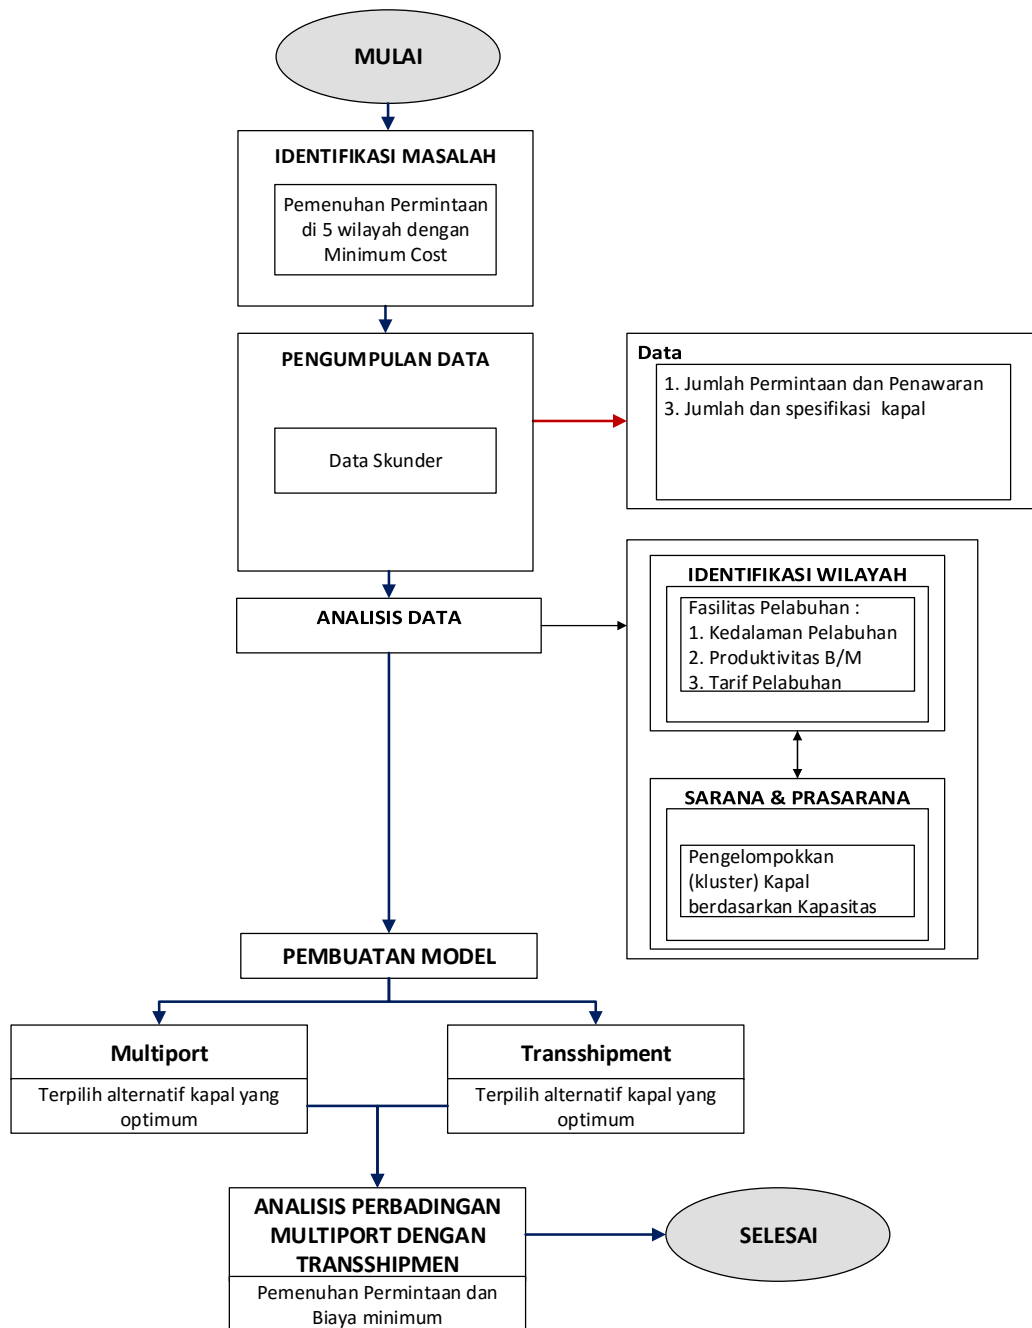 MULAI
IDENTIFIKASI MASALAH
Pemenuhan Permintaan
di 5 wilayah dengan
Minimum Cost
PENGUMPULAN DATA
Data Skunder
Data
1. Jumlah Permintaan dan Penawaran
3. Jumlah dan spesifikasi kapal
ANALISIS DATA
IDENTIFIKASI WILAYAH
Fasilitas Pelabuhan :
1. Kedalaman Pelabuhan
2. Produktivitas B/M
3. Tarif Pelabuhan
SARANA & PRASARANA
Pengelompokkan
(kluster) Kapal
berdasarkan Kapasitas
PEMBUATAN MODEL
Multiport
Terpilih alternatif kapal yang
optimum
Transshipment
Terpilih alternatif kapal yang
optimum
ANALISIS PERBADINGAN
MULTIPORT DENGAN
TRANSSHIPMEN
Pemenuhan Permintaan dan
Biaya minimum
SELESAI